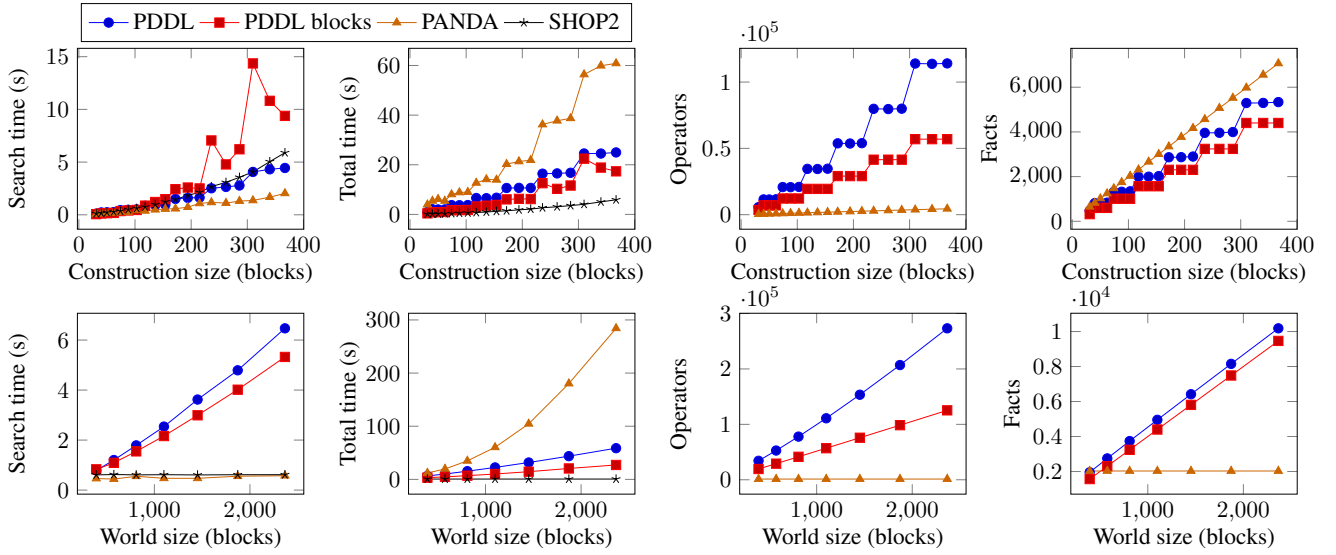 PDDL PDDL blocks PANDA SHOP2
Search time (s)
15
10
5
0
0 100 200 300 400
Construction size (blocks)
Total time (s)
60
40
20
0
0 100 200 300 400
Construction size (blocks)
·10⁵
Operators
1
0.5
0
0 100 200 300 400
Construction size (blocks)
Facts
6,000
4,000
2,000
0
0 100 200 300 400
Construction size (blocks)
Search time (s)
6
4
2
0
1,000 2,000
World size (blocks)
Total time (s)
300
200
100
0
1,000 2,000
World size (blocks)
·10⁵
Operators
3
2
1
0
1,000 2,000
World size (blocks)
·10⁴
Facts
1
0.8
0.6
0.4
0.2
1,000 2,000
World size (blocks)